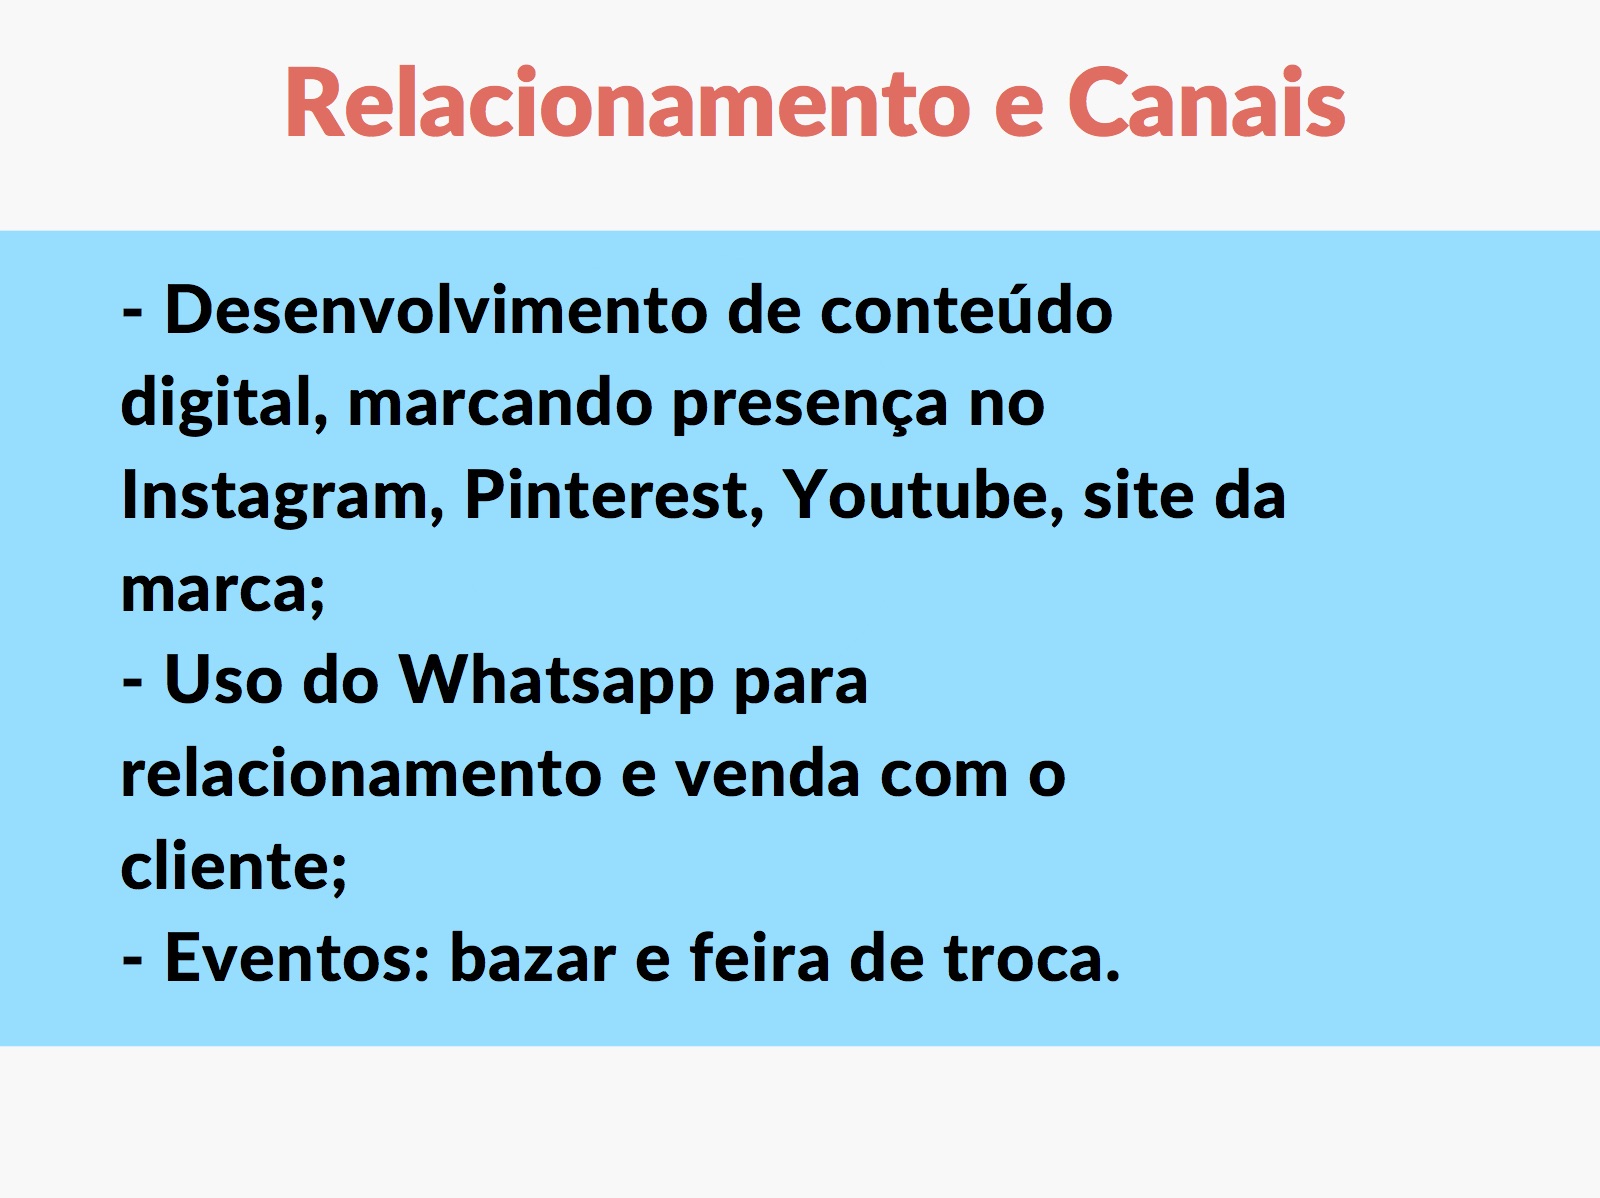 Relacionamento e Canais
- Desenvolvimento de conteúdo
digital, marcando presença no
Instagram, Pinterest, Youtube, site da
marca;
- Uso do Whatsapp para
relacionamento e venda com o
cliente;
- Eventos: bazar e feira de troca.